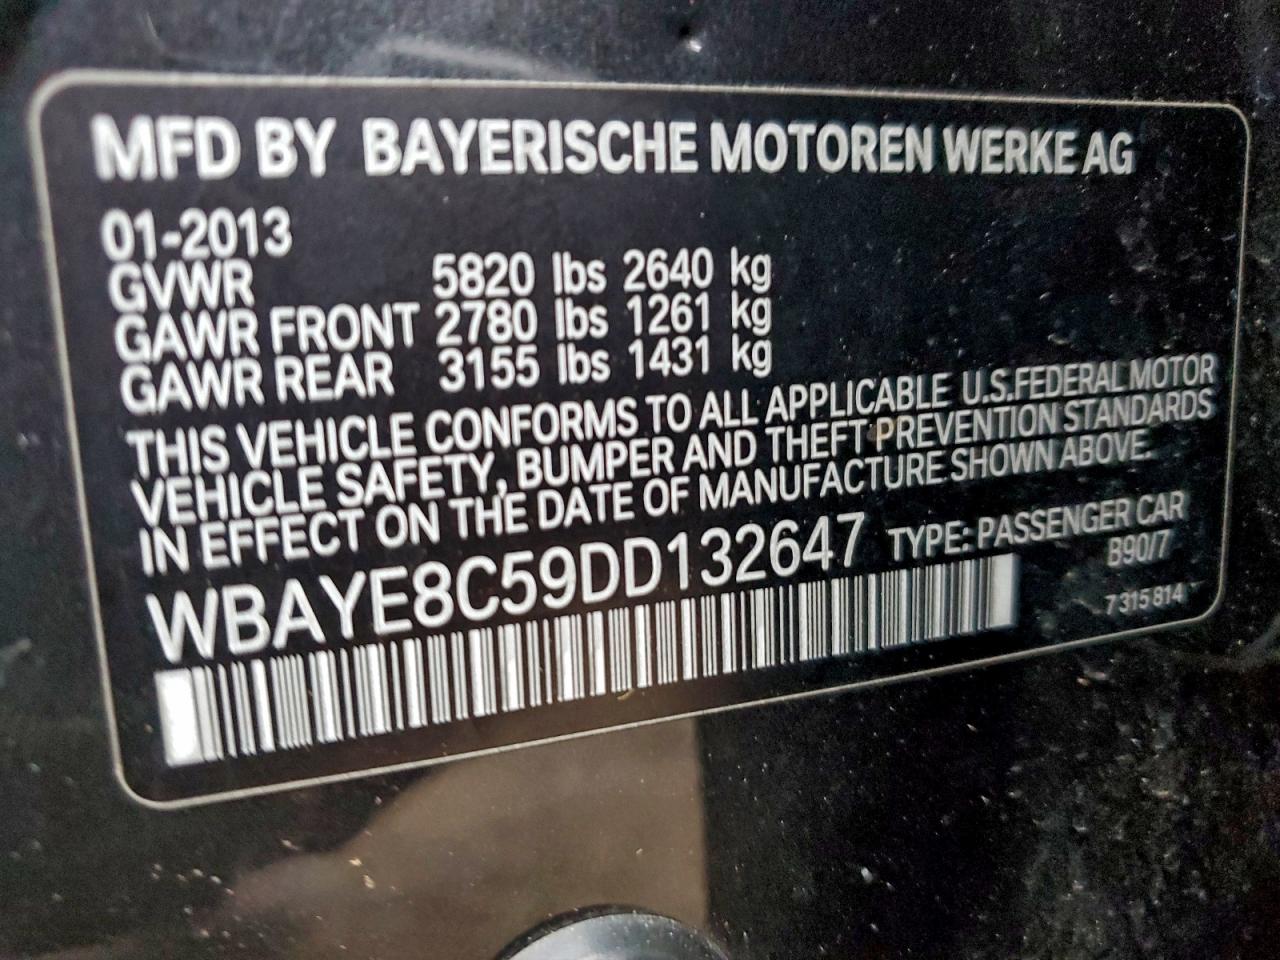 MFD BY BAYERISCHE MOTOREN WERKE AG
01-2013
GVWR 5820 lbs 2640 kg
GAWR FRONT 2780 lbs 1261 kg
GAWR REAR 3155 lbs 1431 kg
THIS VEHICLE CONFORMS TO ALL APPLICABLE U.S.FEDERAL MOTOR
VEHICLE SAFETY, BUMPER AND THEFT PREVENTION STANDARDS
IN EFFECT ON THE DATE OF MANUFACTURE SHOWN ABOVE.
WBAYE8C59DD132647 TYPE: PASSENGER CAR
B90/7
7 315 814